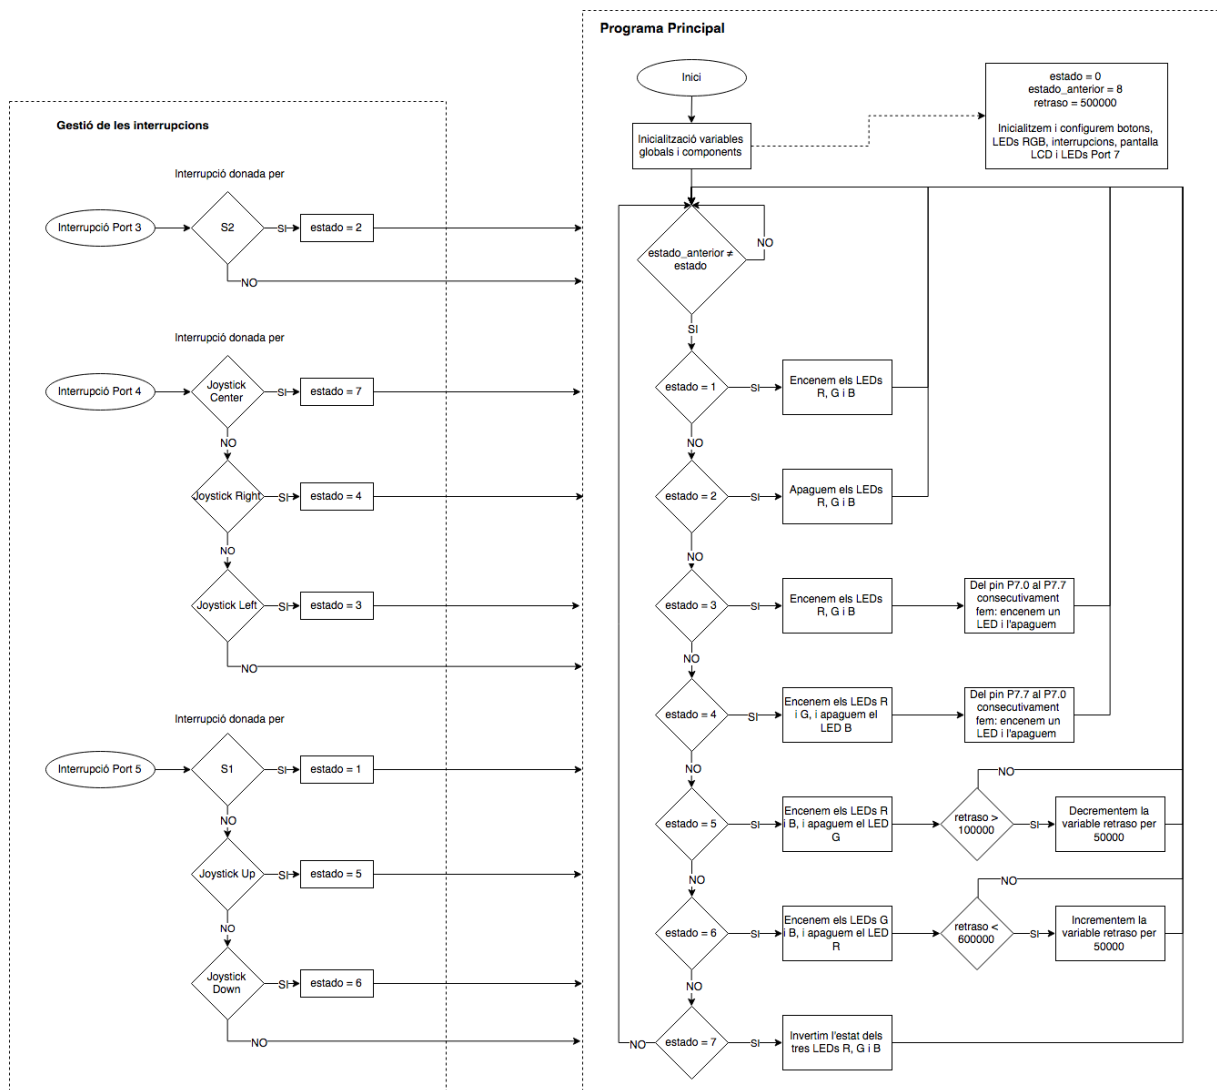 Programa Principal
Inici
estado = 0
estado_anterior = 8
retraso = 500000
Inicialitzem i configurem botons,
LEDs RGB, interrupcions, pantalla
LCD i LEDs Port 7
Inicialització variables
globals i components
estado_anterior ≠
estado
NO
SI
estado = 1
SI
Encenem els LEDs
R, G i B
NO
estado = 2
SI
Apaguem els LEDs
R, G i B
NO
estado = 3
SI
Encenem els LEDs
R, G i B
Del pin P7.0 al P7.7
consecutivament
fem: encenem un
LED i l'apaguem
NO
estado = 4
SI
Encenem els LEDs R
i G, i apaguem el
LED B
Del pin P7.7 al P7.0
consecutivament
fem: encenem un
LED i l'apaguem
NO
estado = 5
SI
Encenem els LEDs R
i B, i apaguem el LED
G
retraso >
100000
NO
SI
Decrementem la
variable retraso per
50000
NO
estado = 6
SI
Encenem els LEDs G
i B, i apaguem el LED
R
retraso <
600000
NO
SI
Incrementem la
variable retraso per
50000
NO
estado = 7
NO
SI
Invertim l'estat dels
tres LEDs R, G i B
Gestió de les interrupcions
Interrupció donada per
Interrupció Port 3
S2
SI
estado = 2
NO
Interrupció donada per
Interrupció Port 4
Joystick
Center
SI
estado = 7
NO
Joystick Right
SI
estado = 4
NO
Joystick Left
SI
estado = 3
NO
Interrupció donada per
Interrupció Port 5
S1
SI
estado = 1
NO
Joystick Up
SI
estado = 5
NO
Joystick
Down
SI
estado = 6
NO